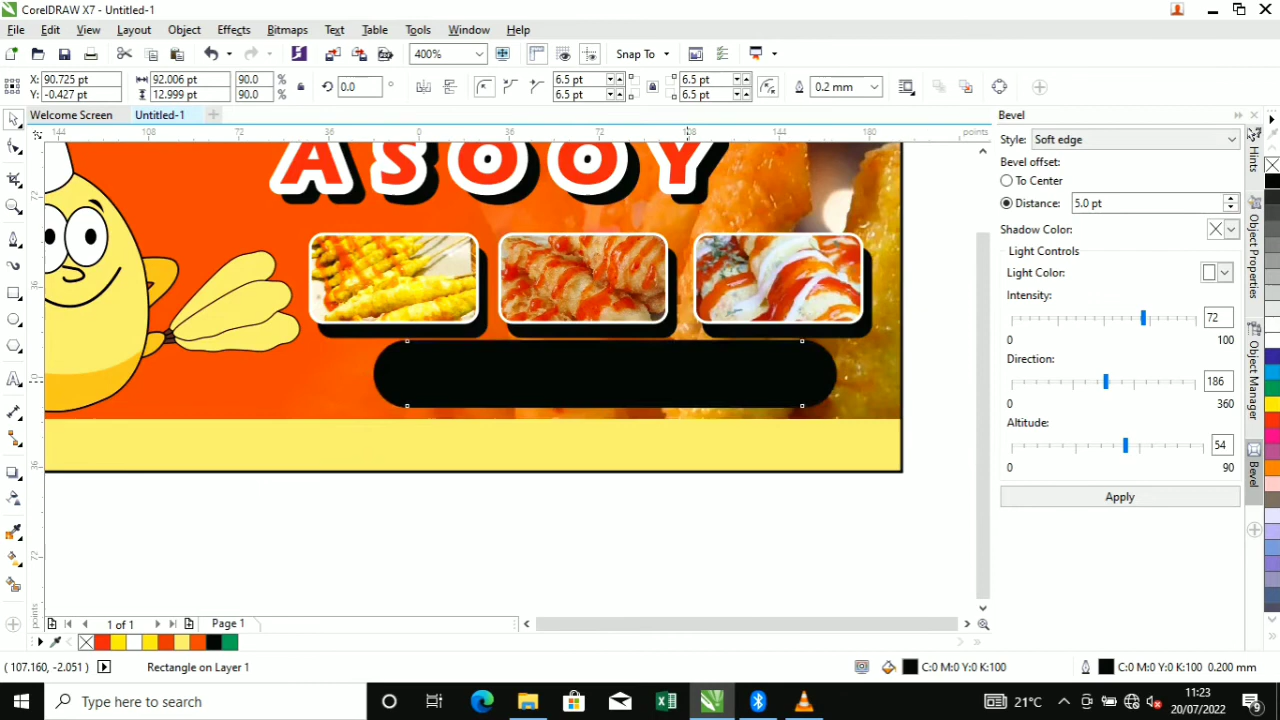 CorelDRAW X7 - Untitled-1
File Edit View Layout Object Effects Bitmaps Text Table Tools Window Help
400% Snap To
X: 90.725 pt 92.006 pt 90.0 % 0.0 ° 6.5 pt 6.5 pt 0.2 mm
Y: -0.427 pt 12.999 pt 90.0 % 6.5 pt 6.5 pt
Welcome Screen Untitled-1
144 108 72 36 0 36 72 108 144 180 points
ASOOY
Bevel
Style: Soft edge
Bevel offset:
To Center
Distance: 5.0 pt
Shadow Color:
Light Controls
Light Color:
Intensity:
72
0 100
Direction:
186
0 360
Altitude:
54
0 90
Apply
Hints
Object Properties
Object Manager
Bevel
72
36
0
36
72
points
1 of 1 Page 1
( 107.160, -2.051 ) Rectangle on Layer 1 C:0 M:0 Y:0 K:100 C:0 M:0 Y:0 K:100 0.200 mm
Type here to search
21°C
11:23
20/07/2022
9